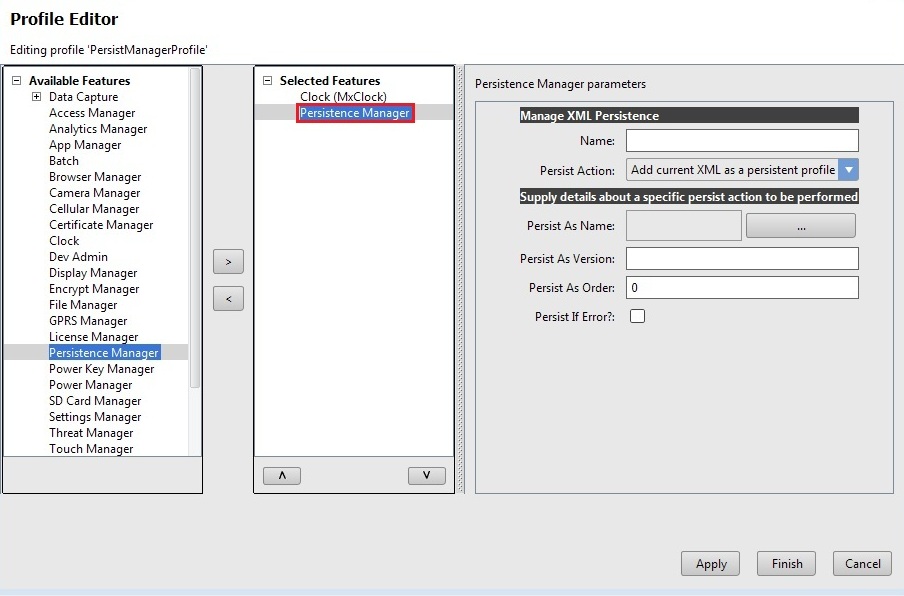 Profile Editor
Editing profile 'PersistManagerProfile'
Available Features
Data Capture
Access Manager
Analytics Manager
App Manager
Batch
Browser Manager
Camera Manager
Cellular Manager
Certificate Manager
Clock
Dev Admin
Display Manager
Encrypt Manager
File Manager
GPRS Manager
License Manager
Persistence Manager
Power Key Manager
Power Manager
SD Card Manager
Settings Manager
Threat Manager
Touch Manager
>
<
Selected Features
Clock (MxClock)
Persistence Manager
Λ
V
Persistence Manager parameters
Manage XML Persistence
Name:
Persist Action: Add current XML as a persistent profile
Supply details about a specific persist action to be performed
Persist As Name: ...
Persist As Version:
Persist As Order: 0
Persist If Error?:
Apply Finish Cancel